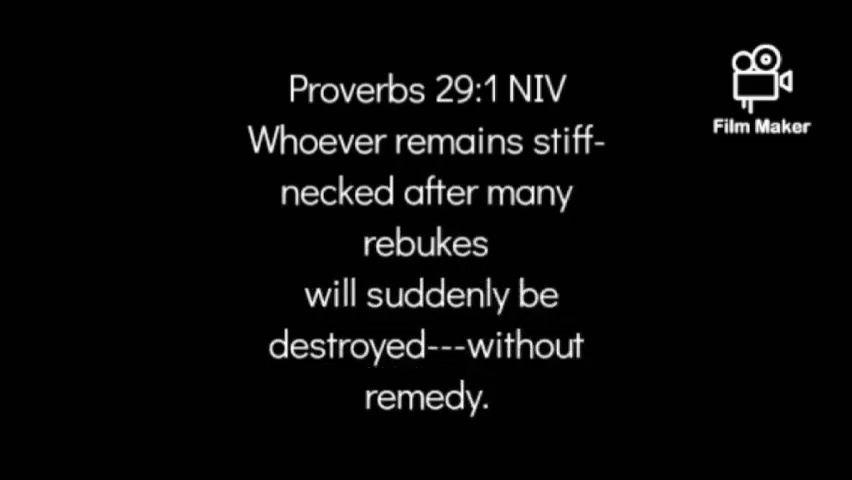 Proverbs 29:1 NIV
Whoever remains stiff-
necked after many
rebukes
will suddenly be
destroyed---without
remedy.
Film Maker